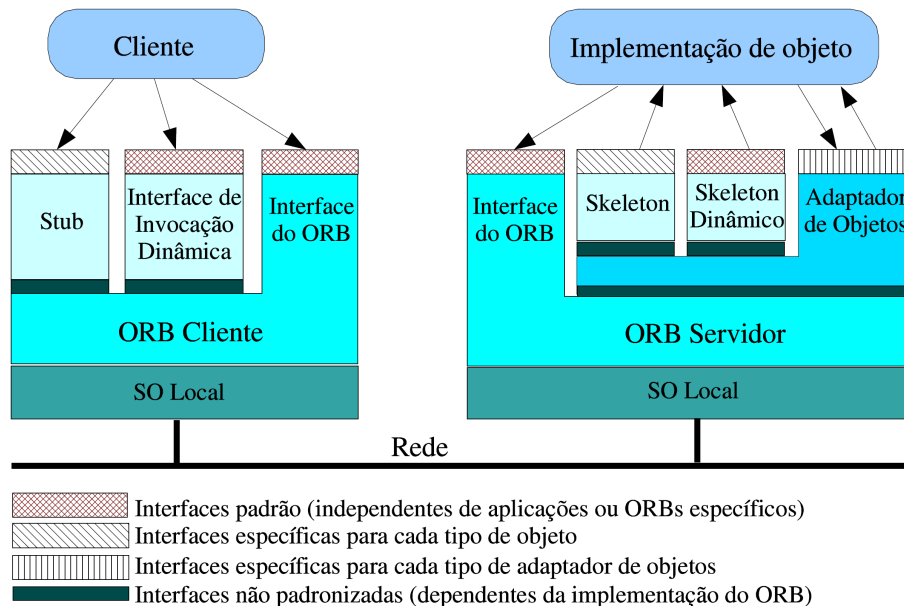 Cliente
Implementação de objeto
Stub
Interface de
Invocação
Dinâmica
Interface
do ORB
Interface
do ORB
Skeleton
Skeleton
Dinâmico
Adaptador
de Objetos
ORB Cliente
ORB Servidor
SO Local
SO Local
Rede
Interfaces padrão (independentes de aplicações ou ORBs específicos)
Interfaces específicas para cada tipo de objeto
Interfaces específicas para cada tipo de adaptador de objetos
Interfaces não padronizadas (dependentes da implementação do ORB)